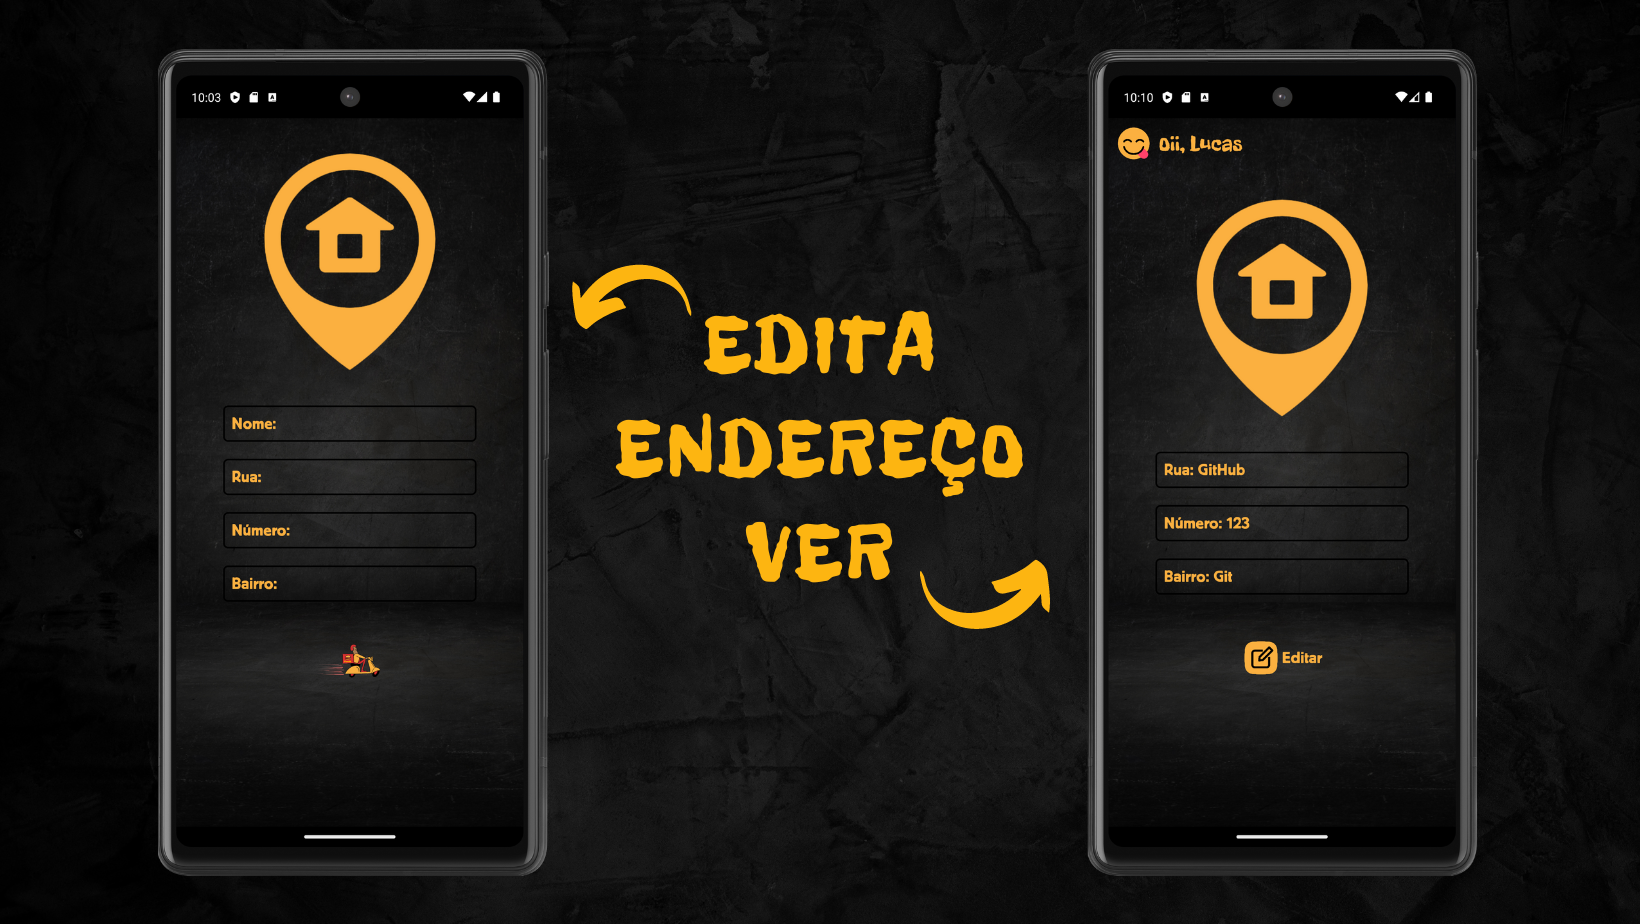 10:03
Nome:
Rua:
Número:
Bairro:
EDITA
ENDEREÇO
VER
10:10
Oii, Lucas
Rua: GitHub
Número: 123
Bairro: Git
Editar